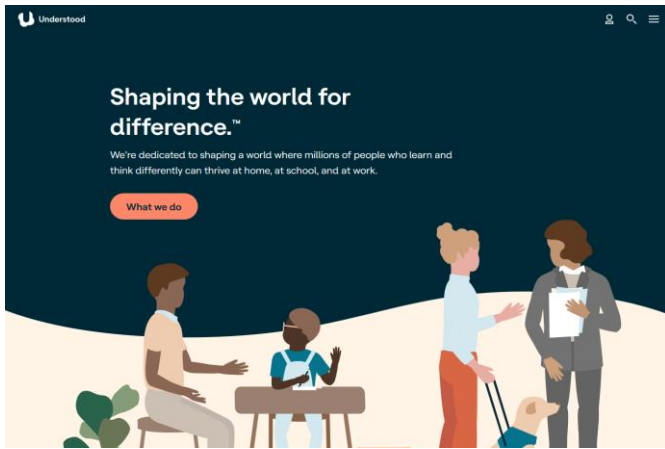 Understood
Shaping the world for
difference.™
We're dedicated to shaping a world where millions of people who learn and
think differently can thrive at home, at school, and at work.
What we do